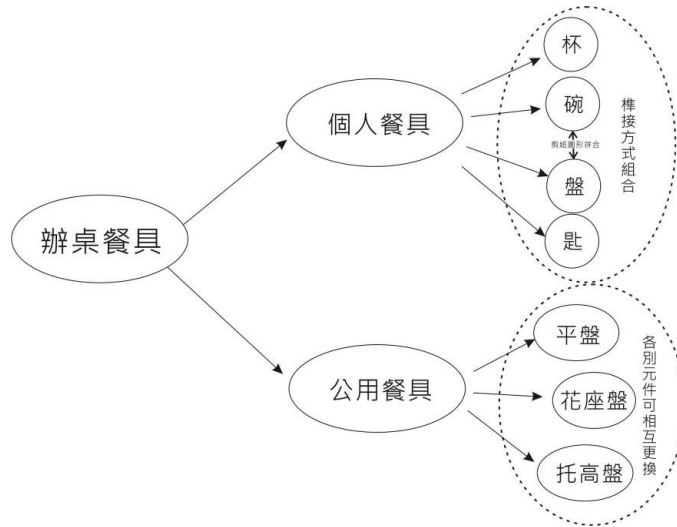 辦桌餐具
個人餐具
杯
碗
剪紙圖形拼合
盤
匙
榫接方式組合
公用餐具
平盤
花座盤
托高盤
各別元件可相互更換